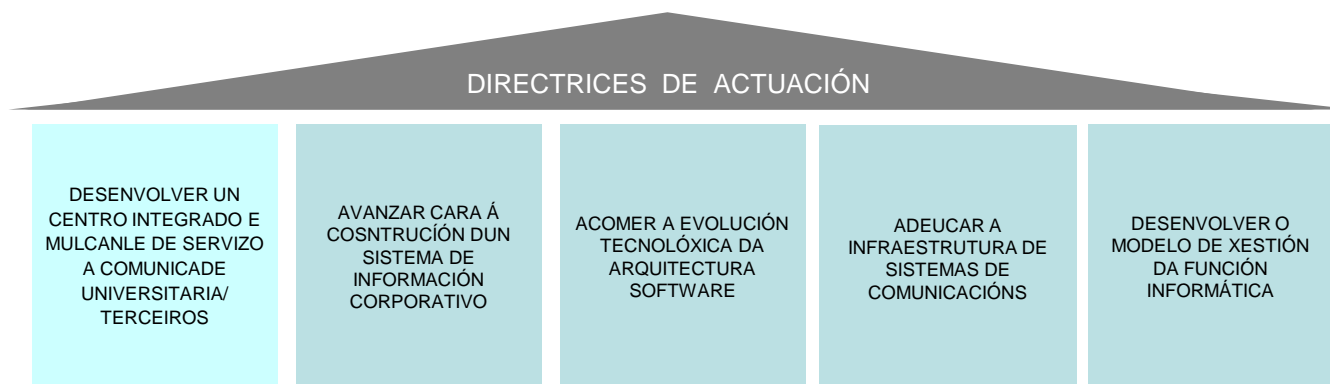 DIRECTRICES DE ACTUACIÓN
DESENVOLVER UN
CENTRO INTEGRADO E
MULCANLE DE SERVIZO
A COMUNICADE
UNIVERSITARIA/
TERCEIROS
AVANZAR CARA Á
COSNTRUCÍÓN DUN
SISTEMA DE
INFORMACIÓN
CORPORATIVO
ACOMER A EVOLUCIÓN
TECNOLÓXICA DA
ARQUITECTURA
SOFTWARE
ADEUCAR A
INFRAESTRUTURA DE
SISTEMAS DE
COMUNICACIÓNS
DESENVOLVER O
MODELO DE XESTIÓN
DA FUNCIÓN
INFORMÁTICA